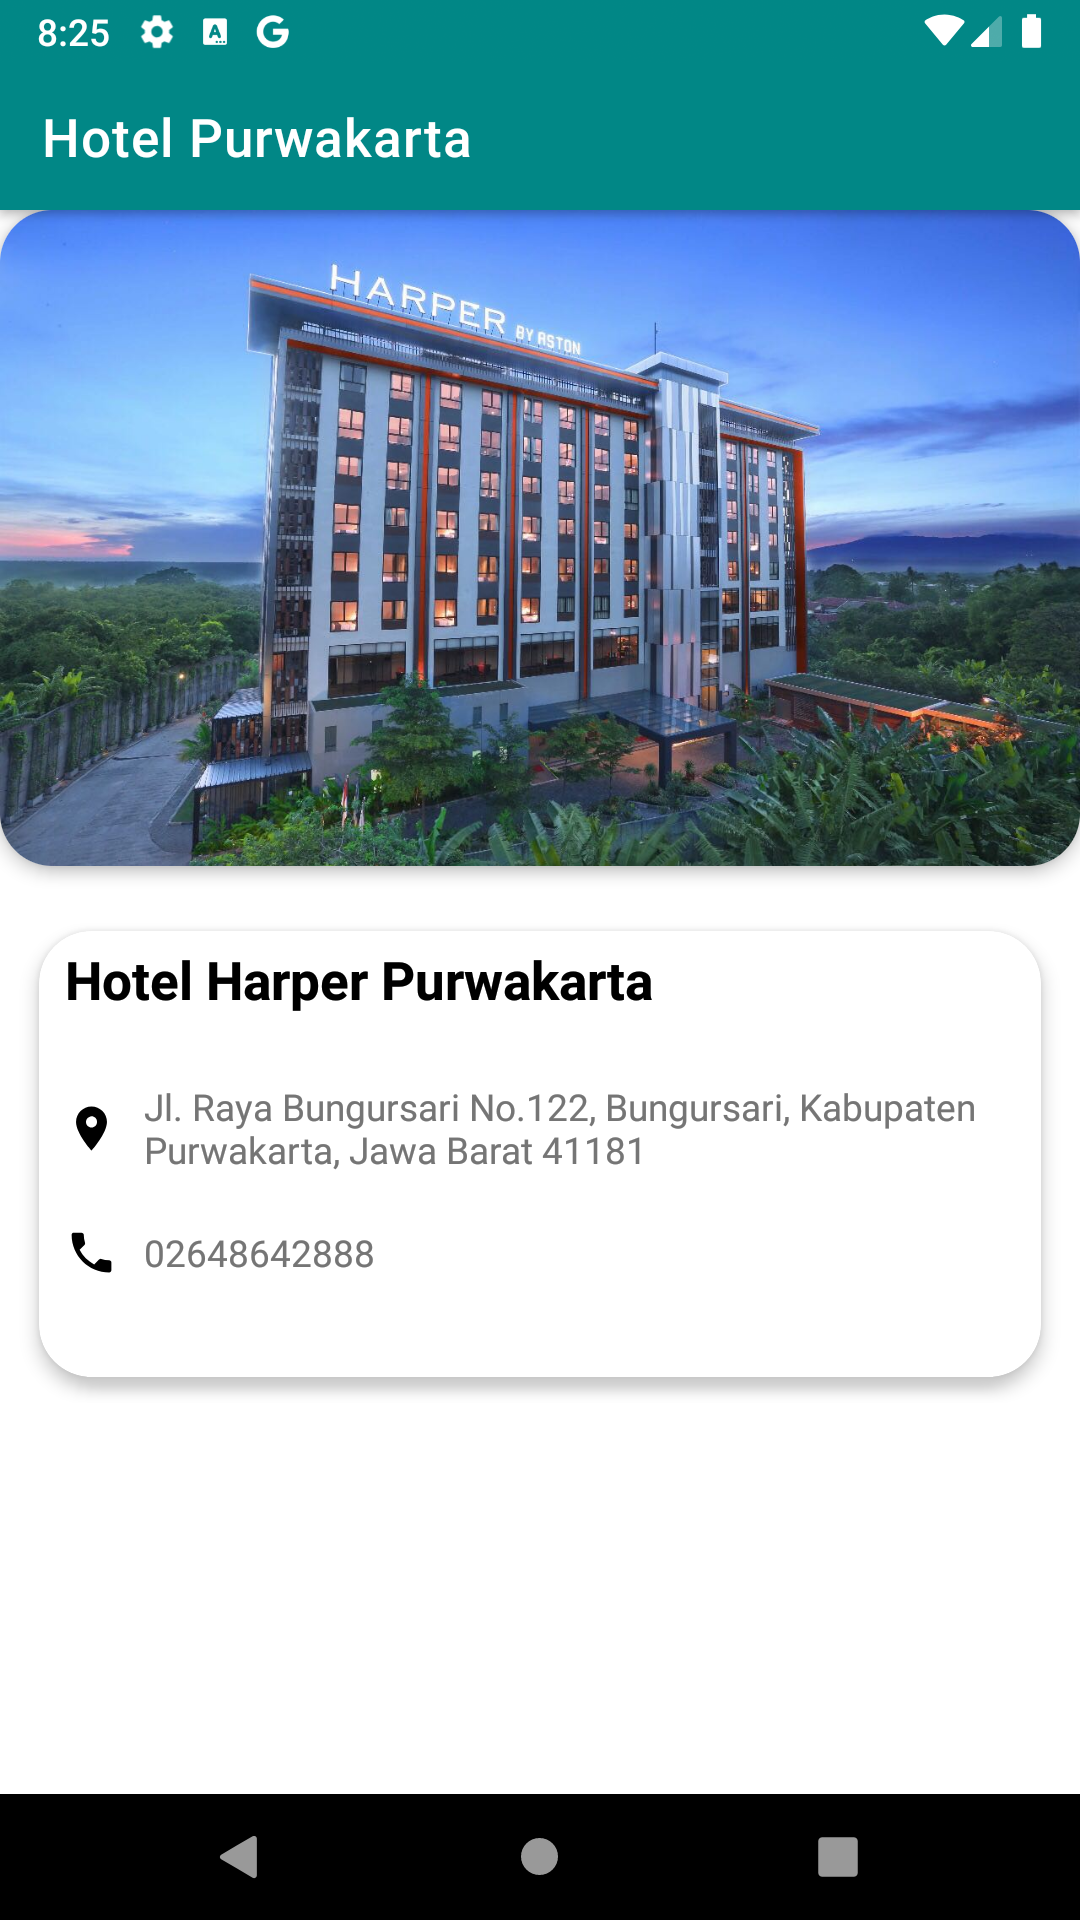 8:25
Hotel Purwakarta
HARPER BY ASTON
Hotel Harper Purwakarta
Jl. Raya Bungursari No.122, Bungursari, Kabupaten
Purwakarta, Jawa Barat 41181
02648642888